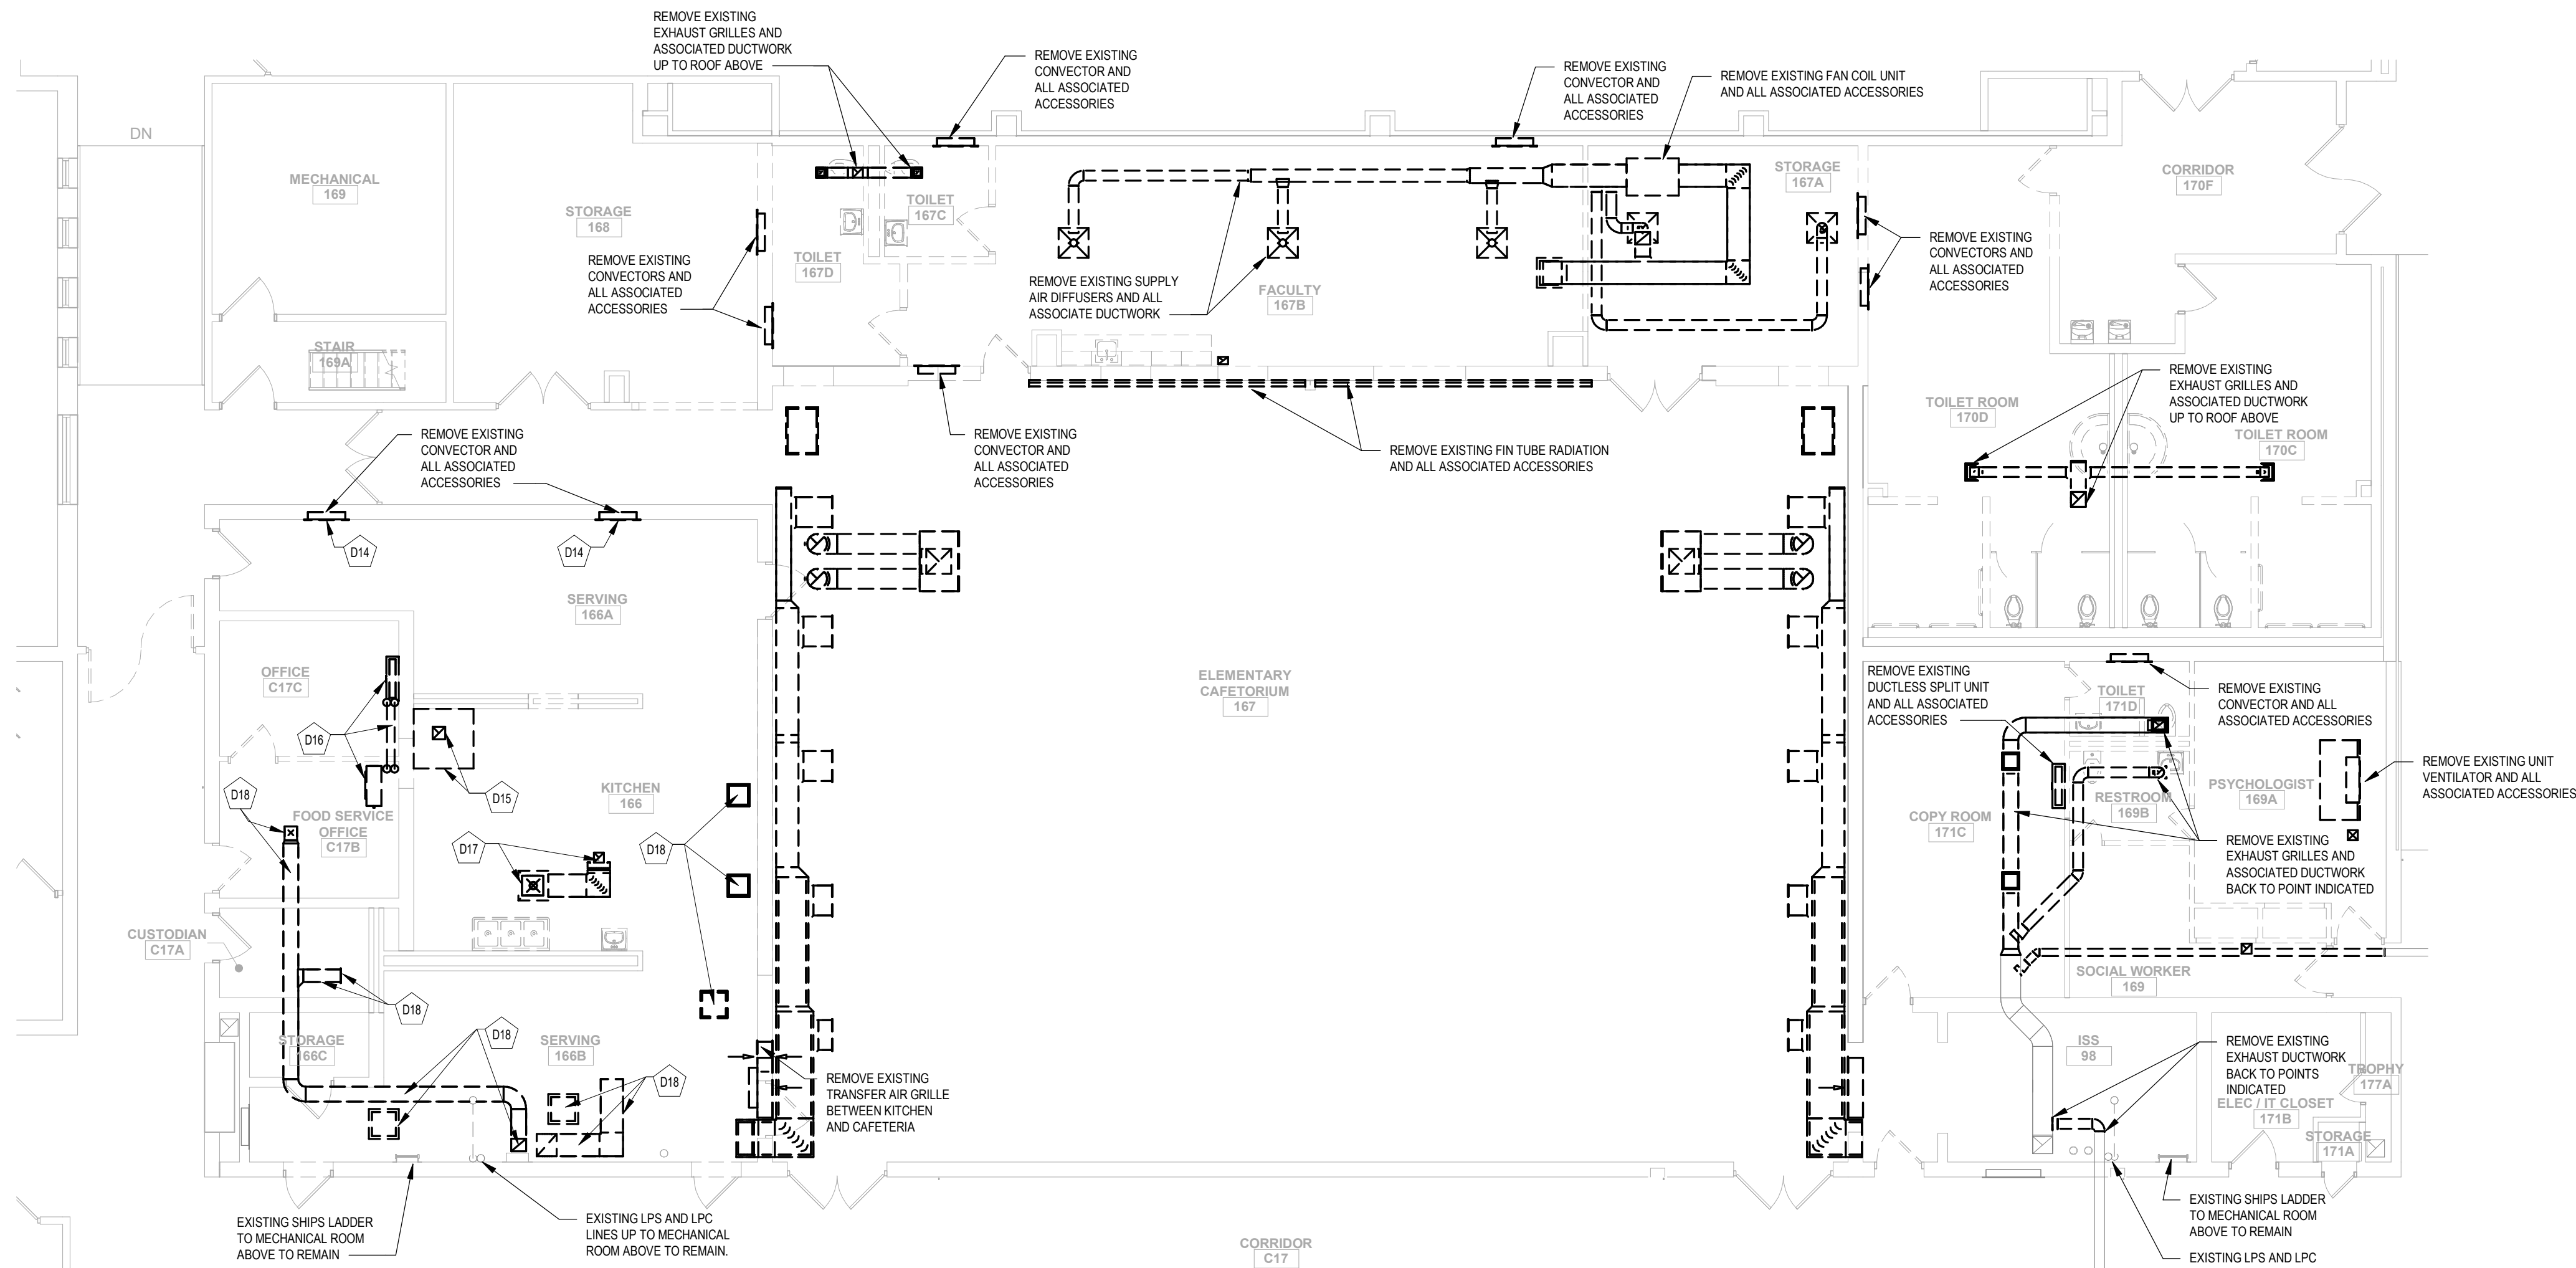 REMOVE EXISTING
EXHAUST GRILLES AND
ASSOCIATED DUCTWORK
UP TO ROOF ABOVE
REMOVE EXISTING
CONVECTOR AND
ALL ASSOCIATED
ACCESSORIES
REMOVE EXISTING
CONVECTOR AND
ALL ASSOCIATED
ACCESSORIES
REMOVE EXISTING FAN COIL UNIT
AND ALL ASSOCIATED ACCESSORIES
DN
MECHANICAL
169
STORAGE
168
TOILET
167C
TOILET
167D
STORAGE
167A
CORRIDOR
170F
REMOVE EXISTING
CONVECTORS AND
ALL ASSOCIATED
ACCESSORIES
REMOVE EXISTING SUPPLY
AIR DIFFUSERS AND ALL
ASSOCIATE DUCTWORK
FACULTY
167B
REMOVE EXISTING
CONVECTORS AND
ALL ASSOCIATED
ACCESSORIES
STAIR
169A
REMOVE EXISTING
EXHAUST GRILLES AND
ASSOCIATED DUCTWORK
UP TO ROOF ABOVE
TOILET ROOM
170D
TOILET ROOM
170C
REMOVE EXISTING
CONVECTOR AND
ALL ASSOCIATED
ACCESSORIES
REMOVE EXISTING
CONVECTOR AND
ALL ASSOCIATED
ACCESSORIES
REMOVE EXISTING FIN TUBE RADIATION
AND ALL ASSOCIATED ACCESSORIES
D14
D14
SERVING
166A
OFFICE
C17C
ELEMENTARY
CAFETORIUM
167
REMOVE EXISTING
DUCTLESS SPLIT UNIT
AND ALL ASSOCIATED
ACCESSORIES
TOILET
171D
REMOVE EXISTING
CONVECTOR AND ALL
ASSOCIATED ACCESSORIES
D16
D18
D15
KITCHEN
166
REMOVE EXISTING UNIT
VENTILATOR AND ALL
ASSOCIATED ACCESSORIES
PSYCHOLOGIST
169A
RESTROOM
169B
COPY ROOM
171C
FOOD SERVICE
OFFICE
C17B
D17
D18
REMOVE EXISTING
EXHAUST GRILLES AND
ASSOCIATED DUCTWORK
BACK TO POINT INDICATED
CUSTODIAN
C17A
SOCIAL WORKER
169
D18
D18
STORAGE
166C
SERVING
166B
D18
REMOVE EXISTING
TRANSFER AIR GRILLE
BETWEEN KITCHEN
AND CAFETERIA
ISS
98
REMOVE EXISTING
EXHAUST DUCTWORK
BACK TO POINTS
INDICATED
TROPHY
177A
ELEC / IT CLOSET
171B
STORAGE
171A
EXISTING SHIPS LADDER
TO MECHANICAL ROOM
ABOVE TO REMAIN
EXISTING LPS AND LPC
LINES UP TO MECHANICAL
ROOM ABOVE TO REMAIN.
CORRIDOR
C17
EXISTING SHIPS LADDER
TO MECHANICAL ROOM
ABOVE TO REMAIN
EXISTING LPS AND LPC